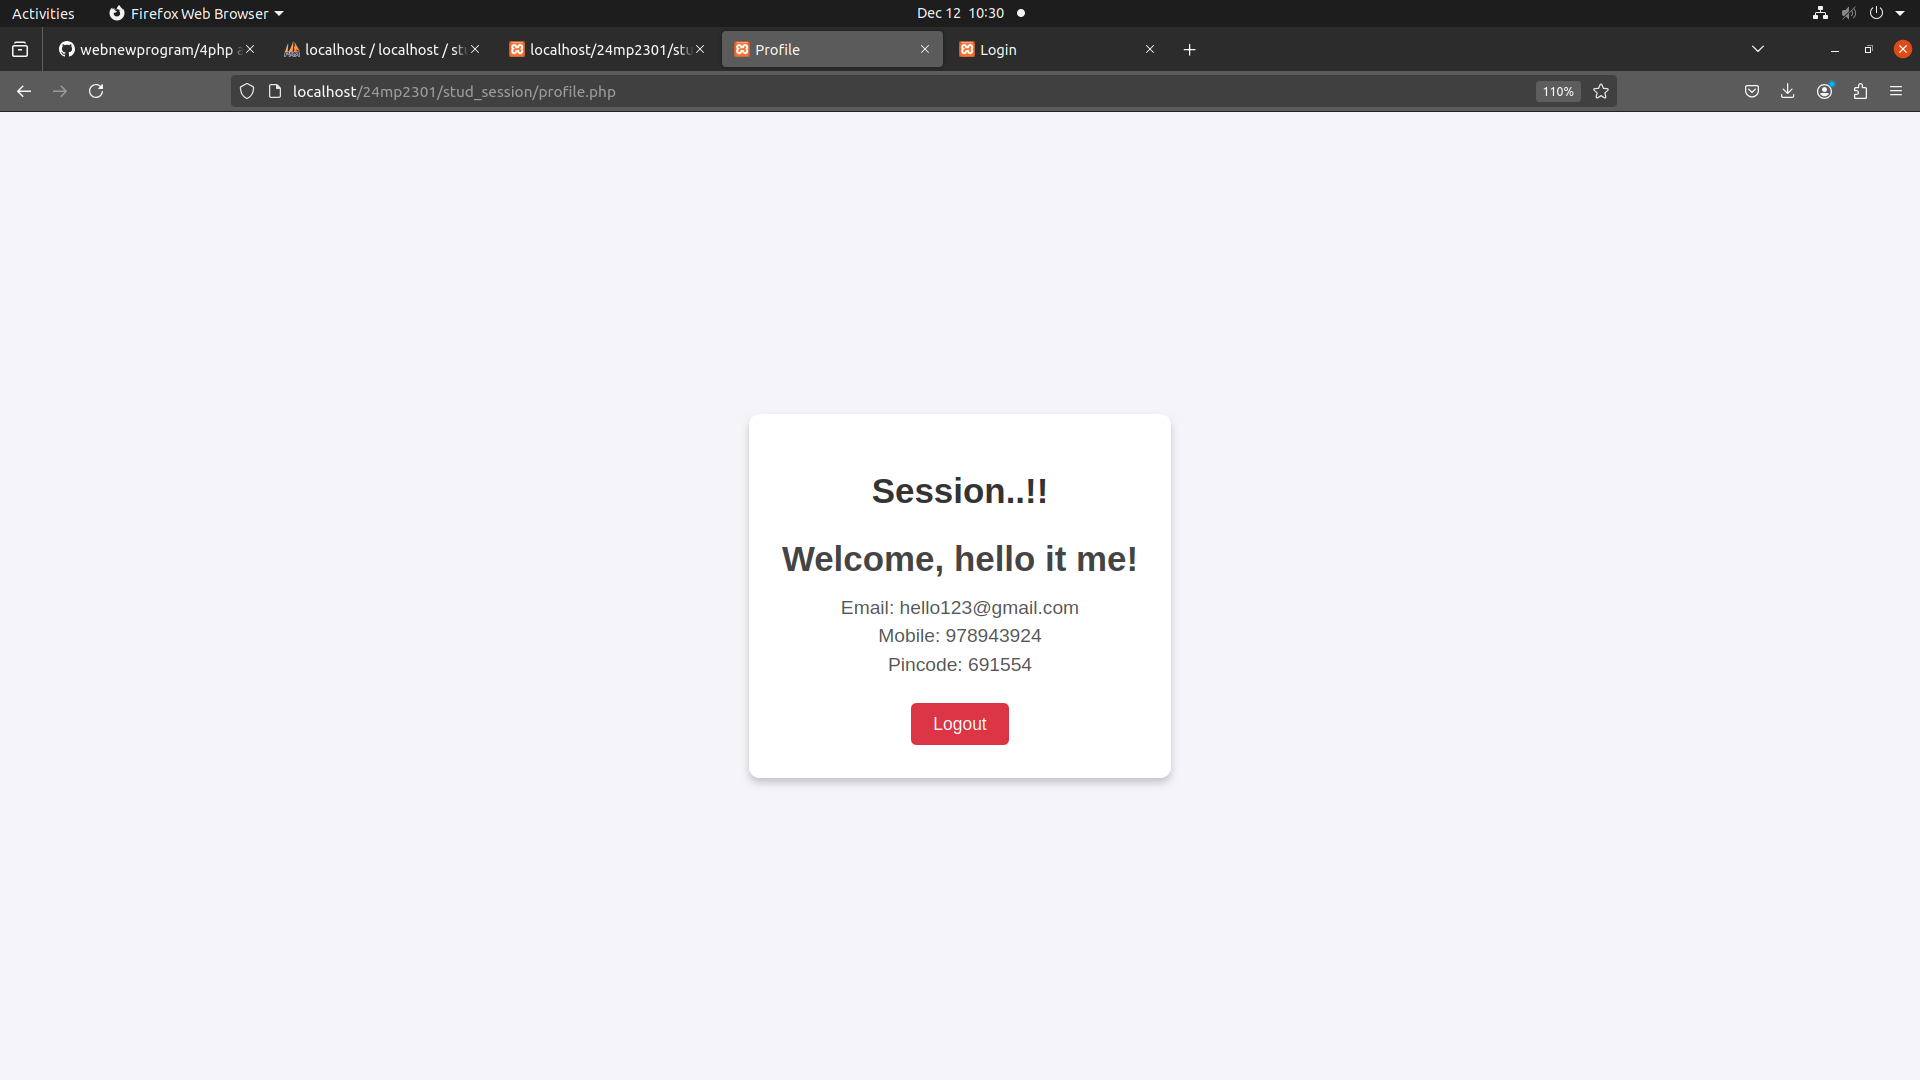 Activities
Firefox Web Browser
Dec 12 10:30
webnewprogram/4php
localhost / localhost / stu
localhost/24mp2301/stu
Profile
Login
localhost/24mp2301/stud_session/profile.php
110%
Session..!!
Welcome, hello it me!
Email: hello123@gmail.com
Mobile: 978943924
Pincode: 691554
Logout